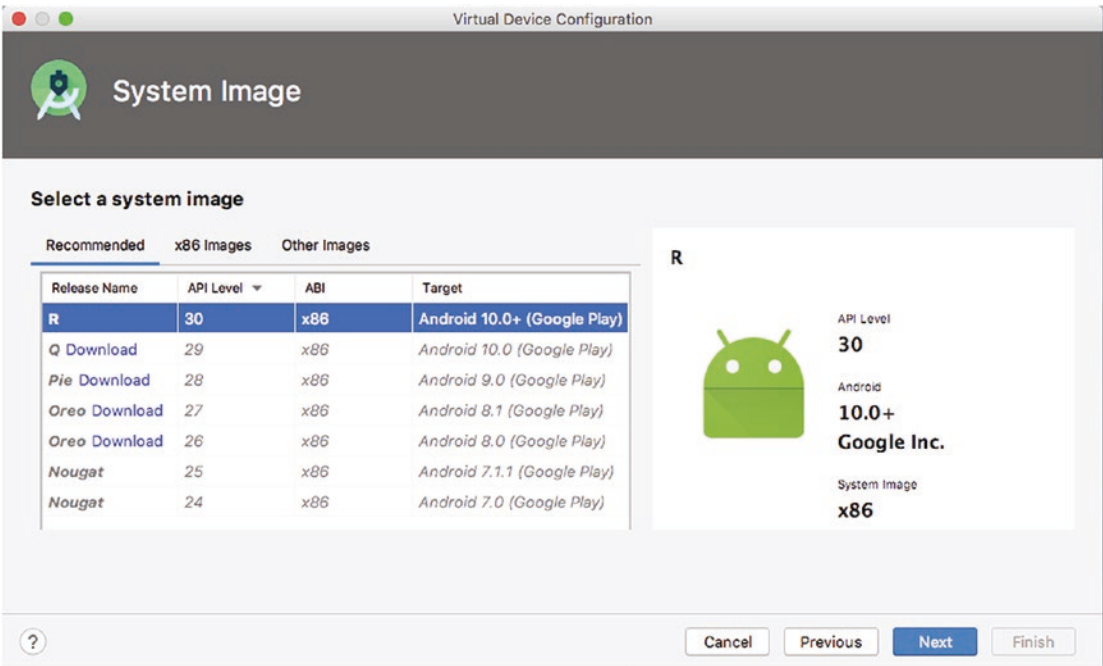 Virtual Device Configuration
System Image
Select a system image
Recommended x86 Images Other Images
Release Name API Level ABI Target
R 30 x86 Android 10.0+ (Google Play)
Q Download 29 x86 Android 10.0 (Google Play)
Pie Download 28 x86 Android 9.0 (Google Play)
Oreo Download 27 x86 Android 8.1 (Google Play)
Oreo Download 26 x86 Android 8.0 (Google Play)
Nougat 25 x86 Android 7.1.1 (Google Play)
Nougat 24 x86 Android 7.0 (Google Play)
R
API Level
30
Android
10.0+
Google Inc.
System Image
x86
? Cancel Previous Next Finish